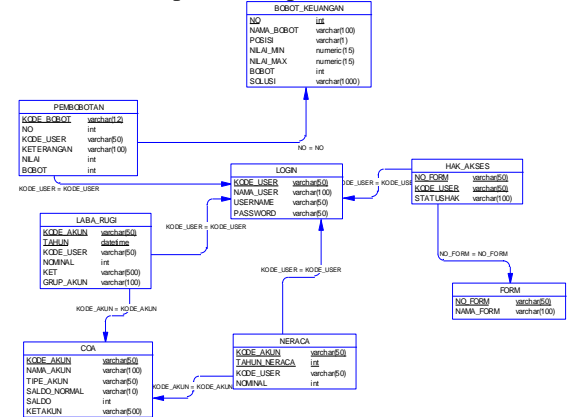 BOBOT_KEUANGAN
NO int
NAMA_BOBOT varchar(100)
POSISI varchar(1)
NILAI_MIN numeric(15)
NILAI_MAX numeric(15)
BOBOT int
SOLUSI varchar(1000)
PEMBOBOTAN
KODE_BOBOT varchar(12)
NO int
KODE_USER varchar(50)
KETERANGAN varchar(100)
NILAI int
BOBOT int
NO = NO
LOGIN
KODE_USER varchar(50)
NAMA_USER varchar(100)
USERNAME varchar(50)
PASSWORD varchar(50)
HAK_AKSES
NO_FORM varchar(50)
KODE_USER varchar(50)
STATUSHAK varchar(100)
KODE_USER = KODE_USER
KODE_USER = KODE_USE
LABA_RUGI
KODE_AKUN varchar(50)
TAHUN datetime
KODE_USER varchar(50)
NOMINAL int
KET varchar(500)
GRUP_AKUN varchar(100)
KODE_USER = KODE_USER
NO_FORM = NO_FORM
KODE_USER = KODE_USER
FORM
NO_FORM varchar(50)
NAMA_FORM varchar(100)
KODE_AKUN = KODE_AKUN
COA
KODE_AKUN varchar(50)
NAMA_AKUN varchar(100)
TIPE_AKUN varchar(50)
SALDO_NORMAL varchar(10)
SALDO int
KETAKUN varchar(500)
NERACA
KODE_AKUN varchar(50)
TAHUN_NERACA int
KODE_USER varchar(50)
NOMINAL int
KODE_AKUN = KODE_AKUN